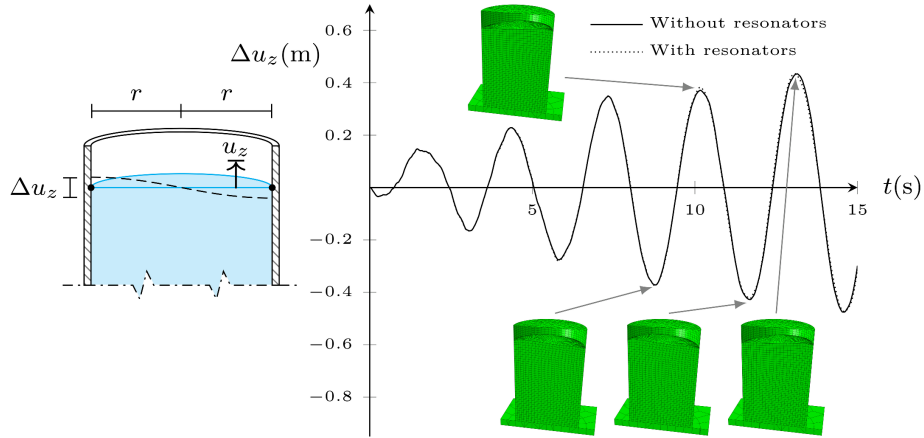 r r
u_z
Δu_z
Δu_z(m)
0.6
0.4
0.2
−0.2
−0.4
−0.6
−0.8
5 10 15
t(s)
Without resonators
With resonators